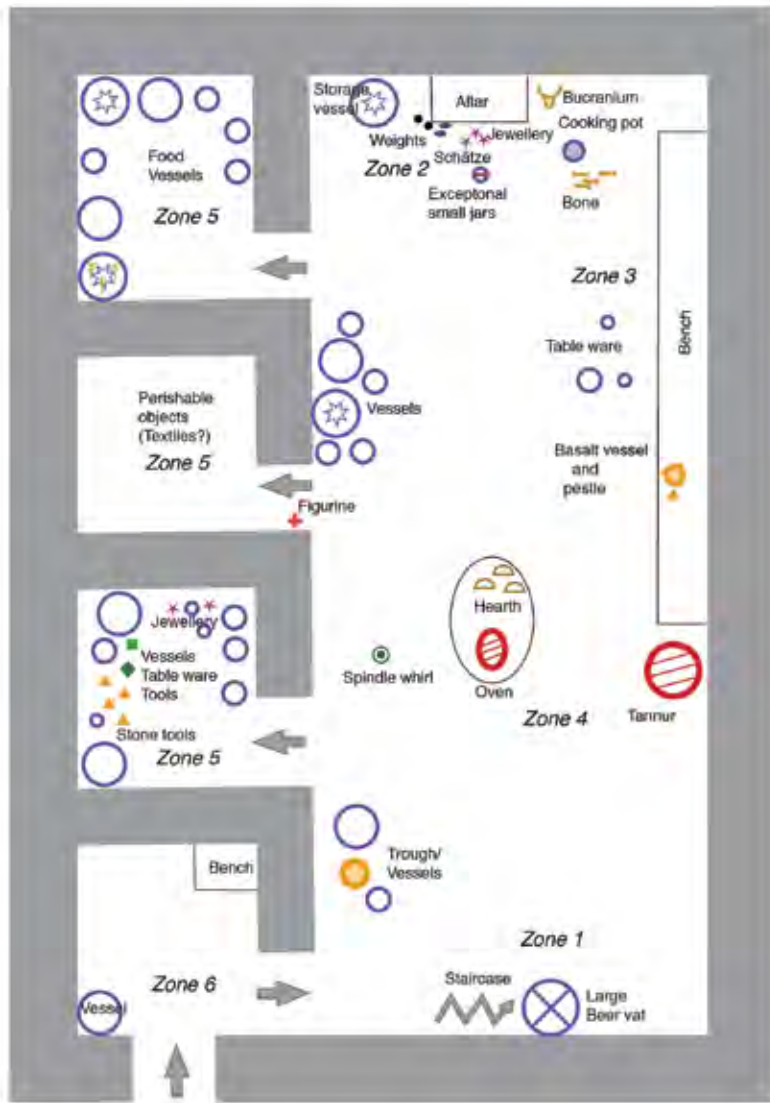 Storage
vessel
Altar
Bucranium
Cooking pot
Weights
Jewellery
Schätze
Zone 2
Exceptonal
small jars
Bone
Food
Vessels
Zone 5
Zone 3
Table ware
Bench
Vessels
Perishable
objects
(Textiles?)
Zone 5
Basalt vessel
and
pestle
Figurine
Hearth
Jewellery
Vessels
Table ware
Tools
Stone tools
Zone 5
Spindle whirl
Oven
Zone 4
Tannur
Trough/
Vessels
Bench
Zone 1
Zone 6
Staircase
Vessel
Large
Beer vat